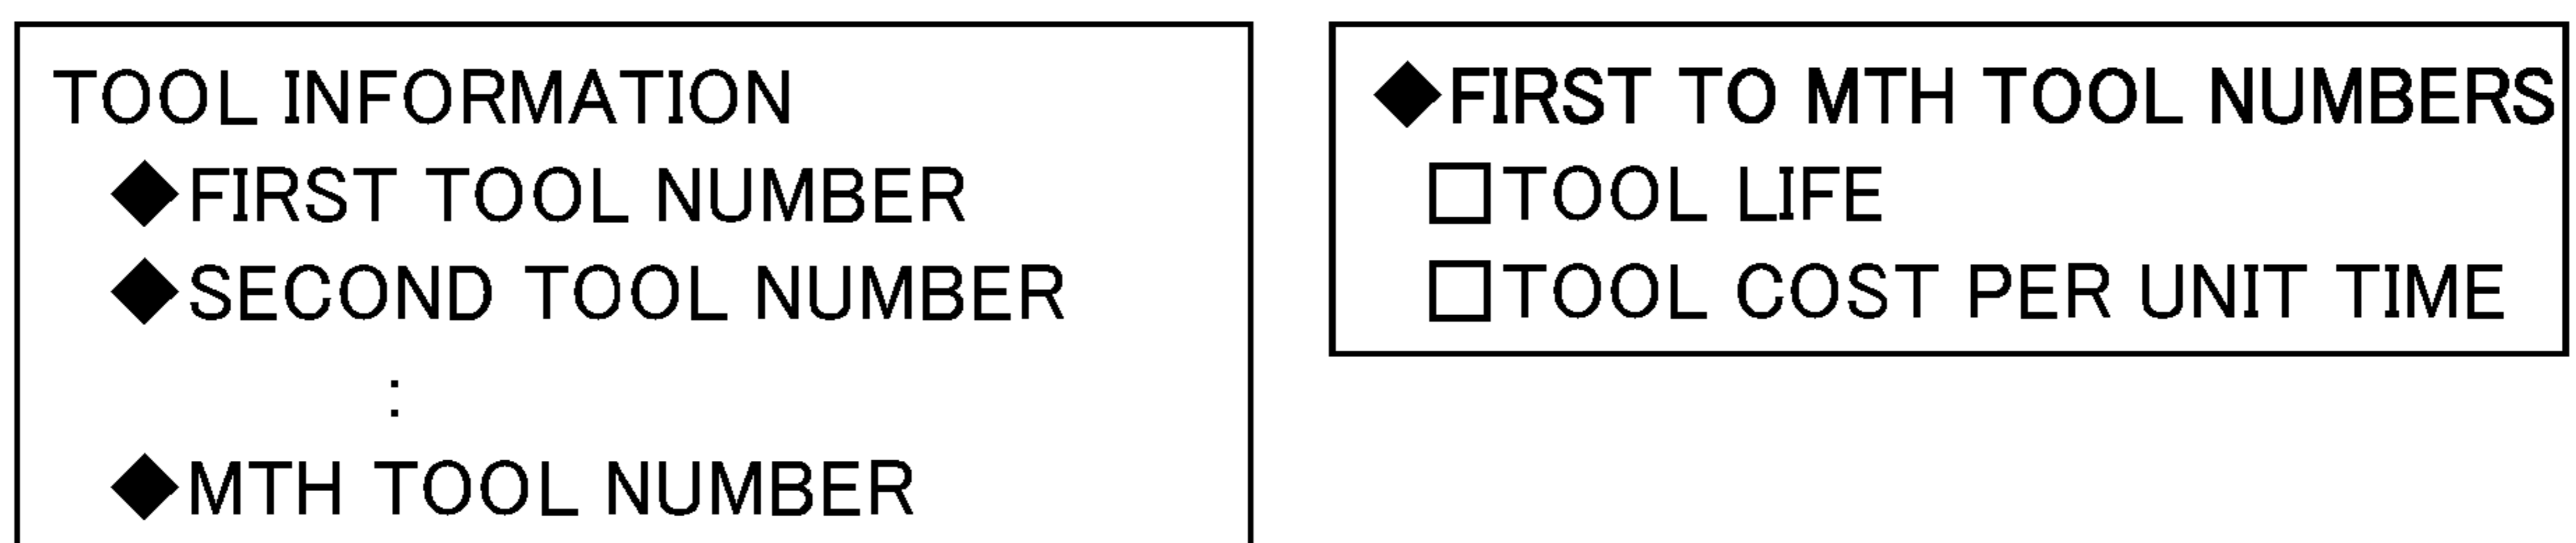 TOOL INFORMATION
◆FIRST TOOL NUMBER
◆SECOND TOOL NUMBER
:
◆MTH TOOL NUMBER
◆FIRST TO MTH TOOL NUMBERS
□TOOL LIFE
□TOOL COST PER UNIT TIME